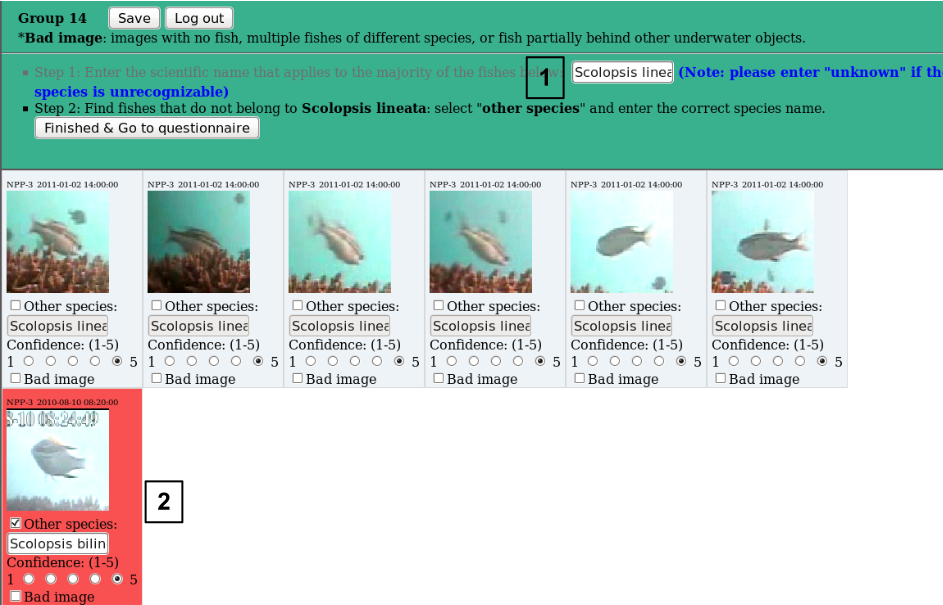 Group 14 Save Log out
*Bad image: images with no fish, multiple fishes of different species, or fish partially behind other underwater objects.
Step 1: Enter the scientific name that applies to the majority of the fishes below: 1 Scolopsis linea (Note: please enter "unknown" if the
species is unrecognizable)
Step 2: Find fishes that do not belong to Scolopsis lineata: select "other species" and enter the correct species name.
Finished & Go to questionnaire
NPP-3 2011-01-02 14:00:00 NPP-3 2011-01-02 14:00:00 NPP-3 2011-01-02 14:00:00 NPP-3 2011-01-02 14:00:00 NPP-3 2011-01-02 14:00:00 NPP-3 2011-01-02 14:00:00
Other species: Other species: Other species: Other species: Other species: Other species:
Scolopsis linea Scolopsis linea Scolopsis linea Scolopsis linea Scolopsis linea Scolopsis linea
Confidence: (1-5) Confidence: (1-5) Confidence: (1-5) Confidence: (1-5) Confidence: (1-5) Confidence: (1-5)
1 5 1 5 1 5 1 5 1 5 1 5
Bad image Bad image Bad image Bad image Bad image Bad image
NPP-3 2010-08-10 08:20:00
8-10 08:24:49
2
Other species:
Scolopsis bilin
Confidence: (1-5)
1 5
Bad image